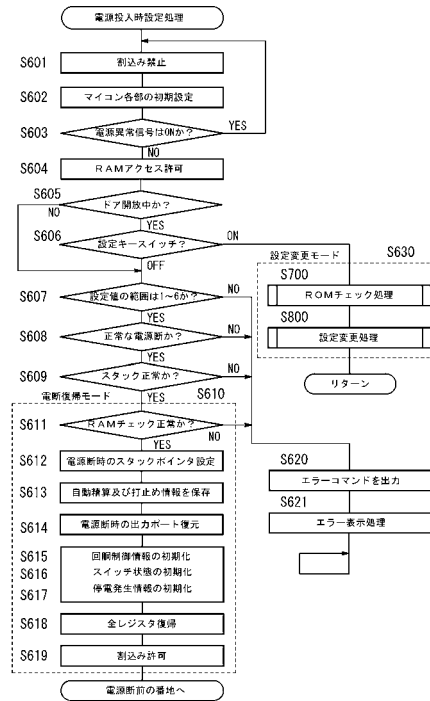 電源投入時設定処理
S601
割込み禁止
S602
マイコン各部の初期設定
S603
電源異常信号はONか?
YES
NO
S604
RAMアクセス許可
S605
ドア開放中か?
NO
YES
S606
設定キースイッチ?
ON
OFF
設定変更モード
S630
S700
ROMチェック処理
S800
設定変更処理
リターン
S607
設定値の範囲は1~6か?
NO
YES
S608
正常な電源断か?
NO
YES
S609
スタック正常か?
NO
YES
S610
電断復帰モード
S611
RAMチェック正常か?
NO
YES
S612
電源断時のスタックポインタ設定
S613
自動精算及び打止め情報を保存
S614
電源断時の出力ポート復元
S615
回胴制御情報の初期化
S616
スイッチ状態の初期化
S617
停電発生情報の初期化
S618
全レジスタ復帰
S619
割込み許可
電源断前の番地へ
S620
エラーコマンドを出力
S621
エラー表示処理